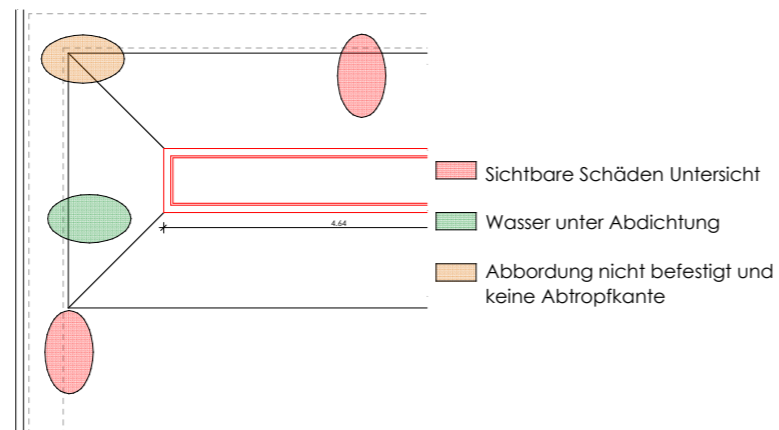 Sichtbare Schäden Untersicht
4.64
Wasser unter Abdichtung
Abbordung nicht befestigt und
keine Abtropfkante